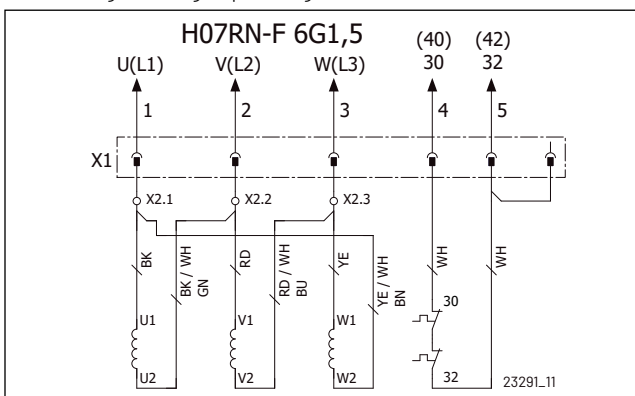 H07RN-F 6G1,5
(40) (42)
U(L1) V(L2) W(L3) 30 32
1 2 3 4 5
X1
X2.1 X2.2 X2.3
BK BK / WH GN RD RD / WH BU YE YE / WH BN WH WH
30
U1 V1 W1
U2 V2 W2 32
23291_11